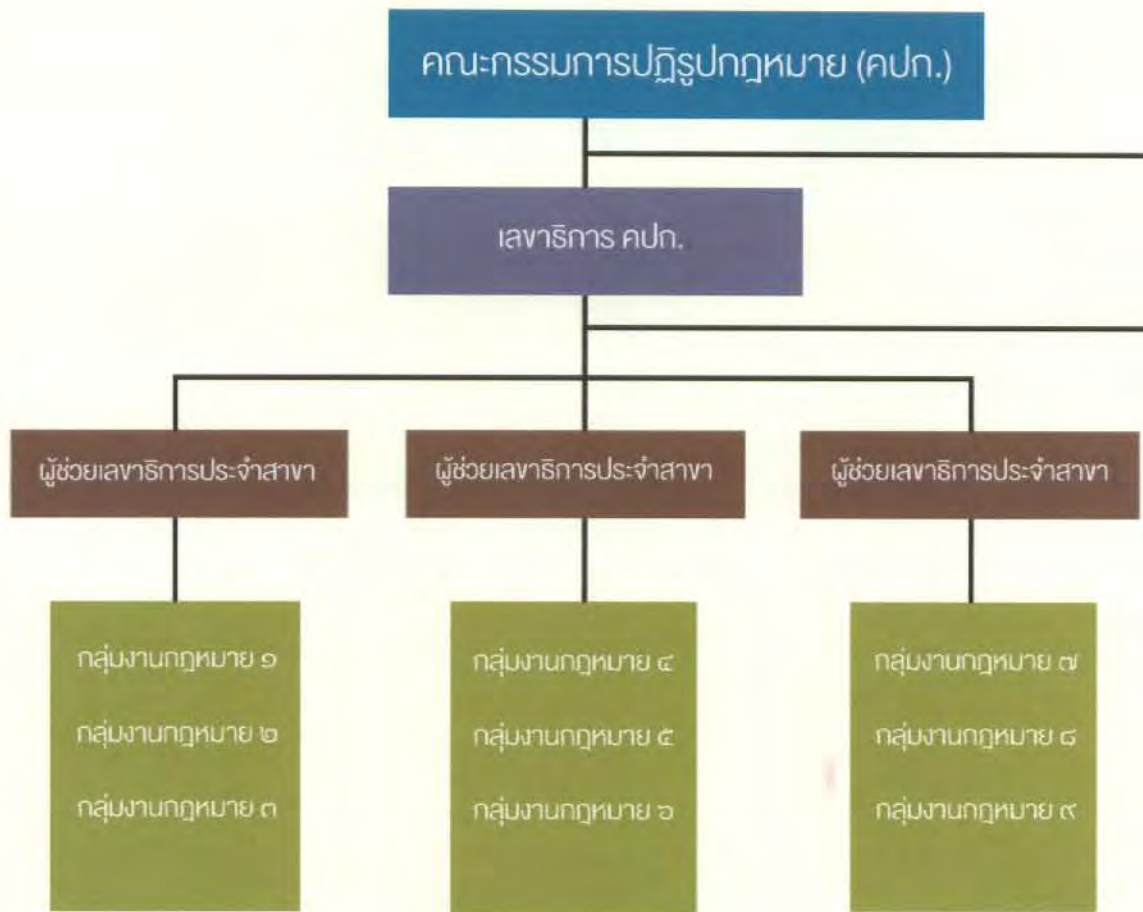 คณะกรรมการปฏิรูปกฎหมาย (คปก.)
เลขาธิการ คปก.
ผู้ช่วยเลขาธิการประจำสาขา
ผู้ช่วยเลขาธิการประจำสาขา
ผู้ช่วยเลขาธิการประจำสาขา
กลุ่มงานกฎหมาย ๑
กลุ่มงานกฎหมาย ๒
กลุ่มงานกฎหมาย ๓
กลุ่มงานกฎหมาย ๔
กลุ่มงานกฎหมาย ๕
กลุ่มงานกฎหมาย ๖
กลุ่มงานกฎหมาย ๗
กลุ่มงานกฎหมาย ๘
กลุ่มงานกฎหมาย ๙